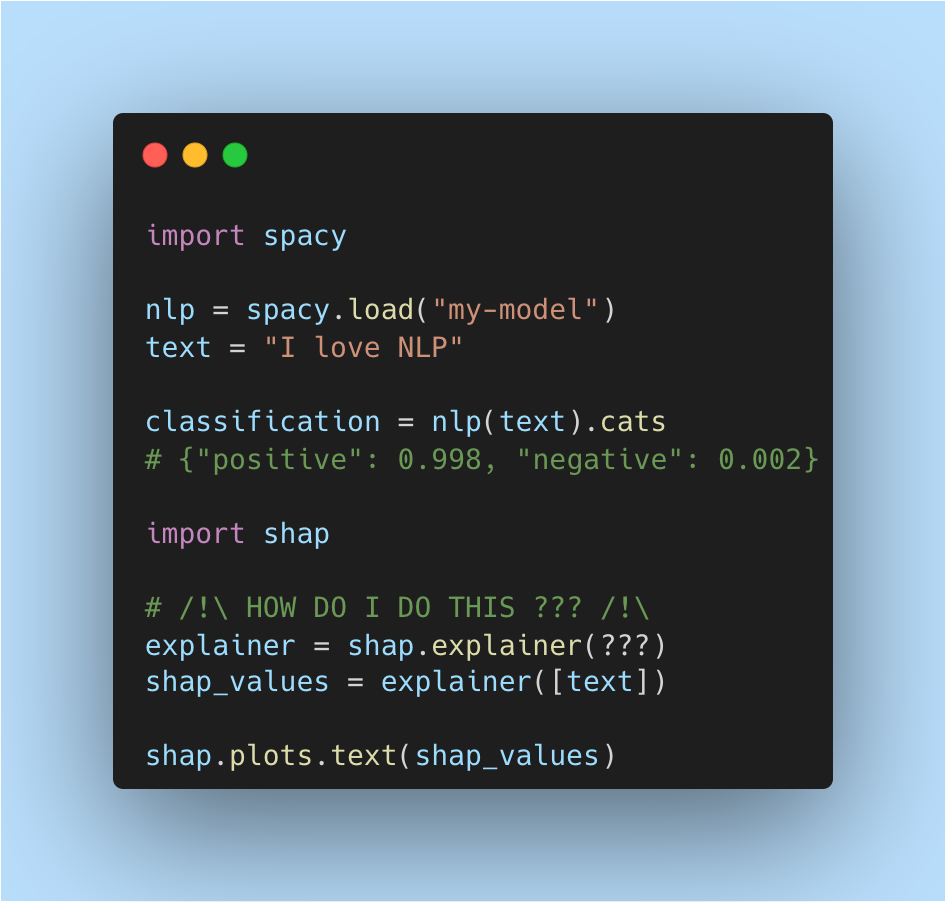 import spacy
nlp = spacy.load("my-model")
text = "I love NLP"
classification = nlp(text).cats
# {"positive": 0.998, "negative": 0.002}
import shap
# /!\ HOW DO I DO THIS ??? /!\
explainer = shap.explainer(???)
shap_values = explainer([text])
shap.plots.text(shap_values)